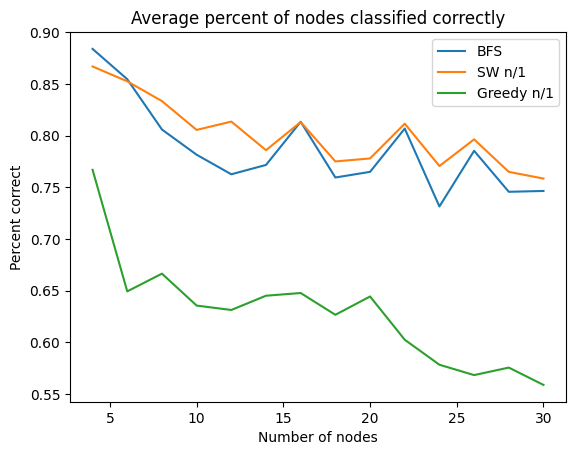 Average percent of nodes classified correctly
BFS
SW n/1
Greedy n/1
Percent correct
0.90
0.85
0.80
0.75
0.70
0.65
0.60
0.55
5
10
15
20
25
30
Number of nodes